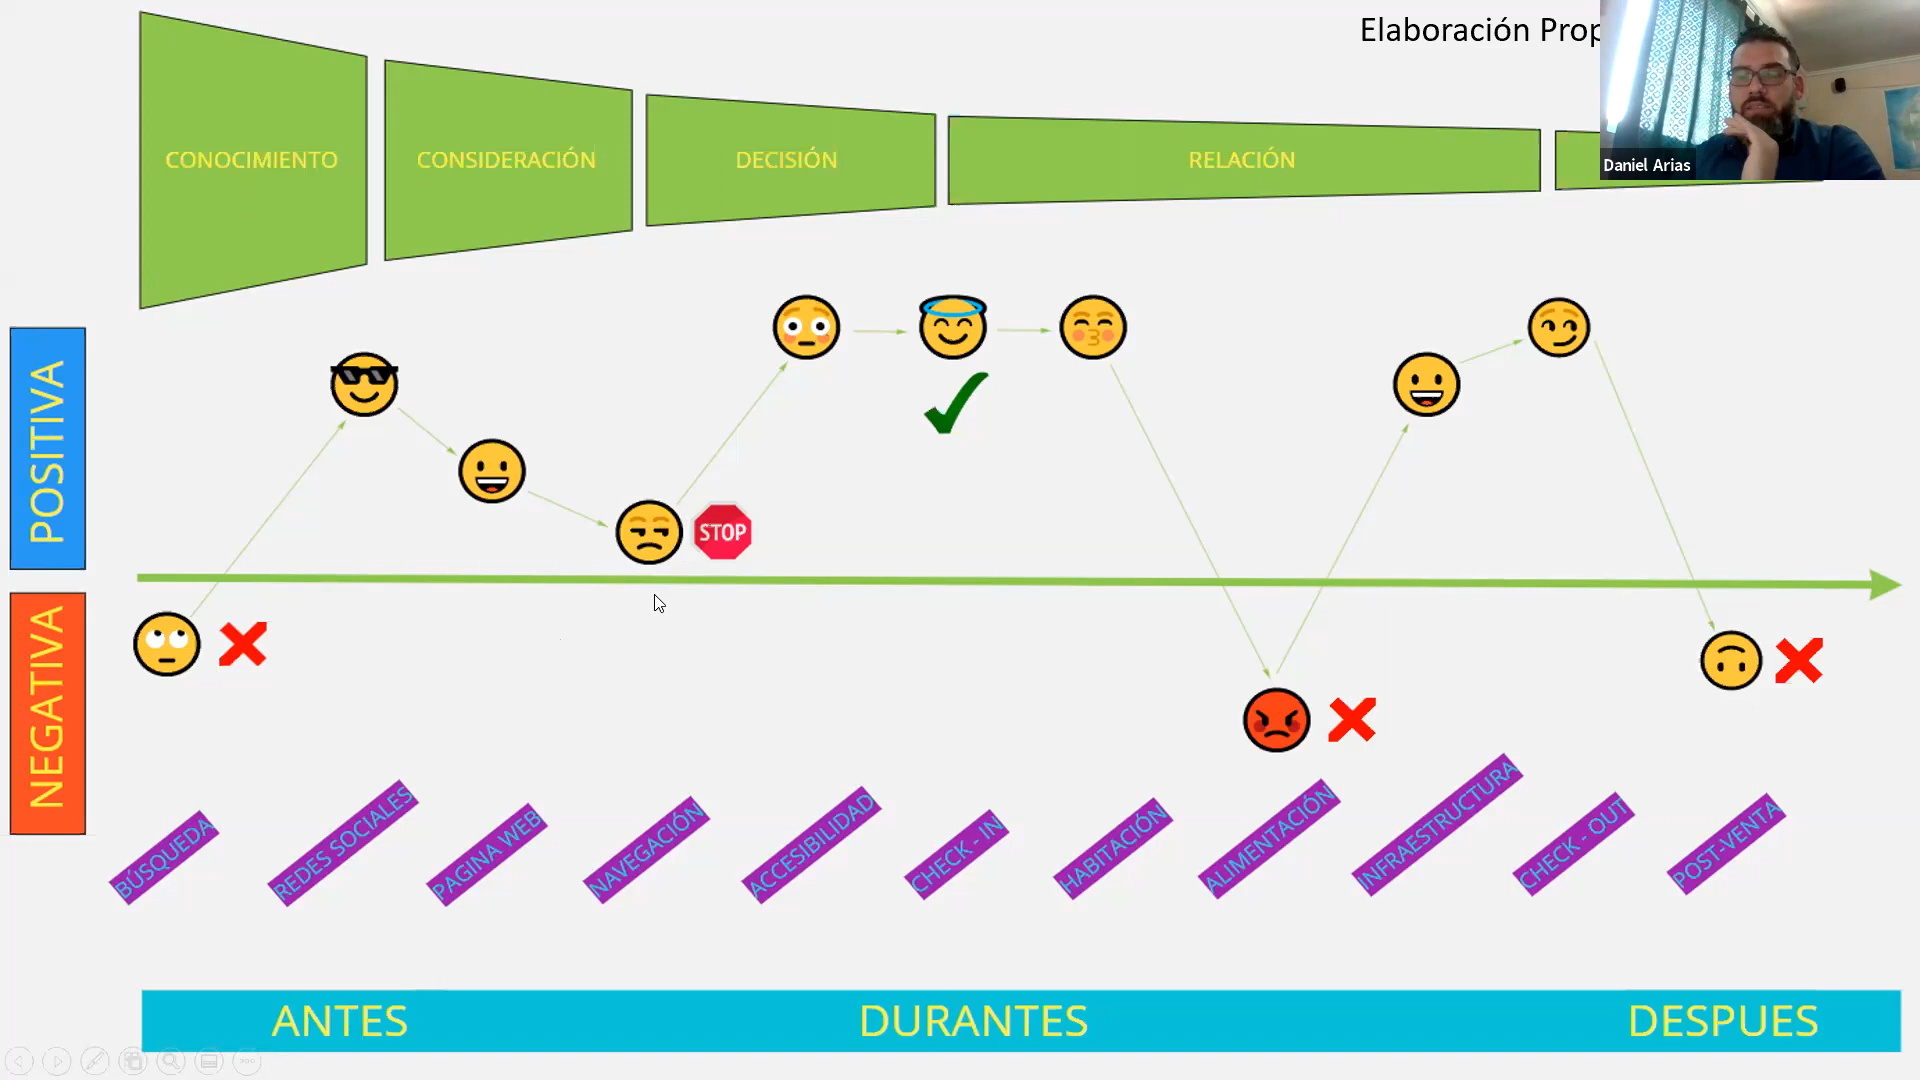 Elaboración Prop
Daniel Arias
CONOCIMIENTO
CONSIDERACIÓN
DECISIÓN
RELACIÓN
POSITIVA
STOP
NEGATIVA
BÚSQUEDA
REDES SOCIALES
PAGINA WEB
NAVEGACIÓN
ACCESIBILIDAD
CHECK - IN
HABITACIÓN
ALIMENTACIÓN
INFRAESTRUCTURA
CHECK - OUT
POST-VENTA
ANTES
DURANTES
DESPUES